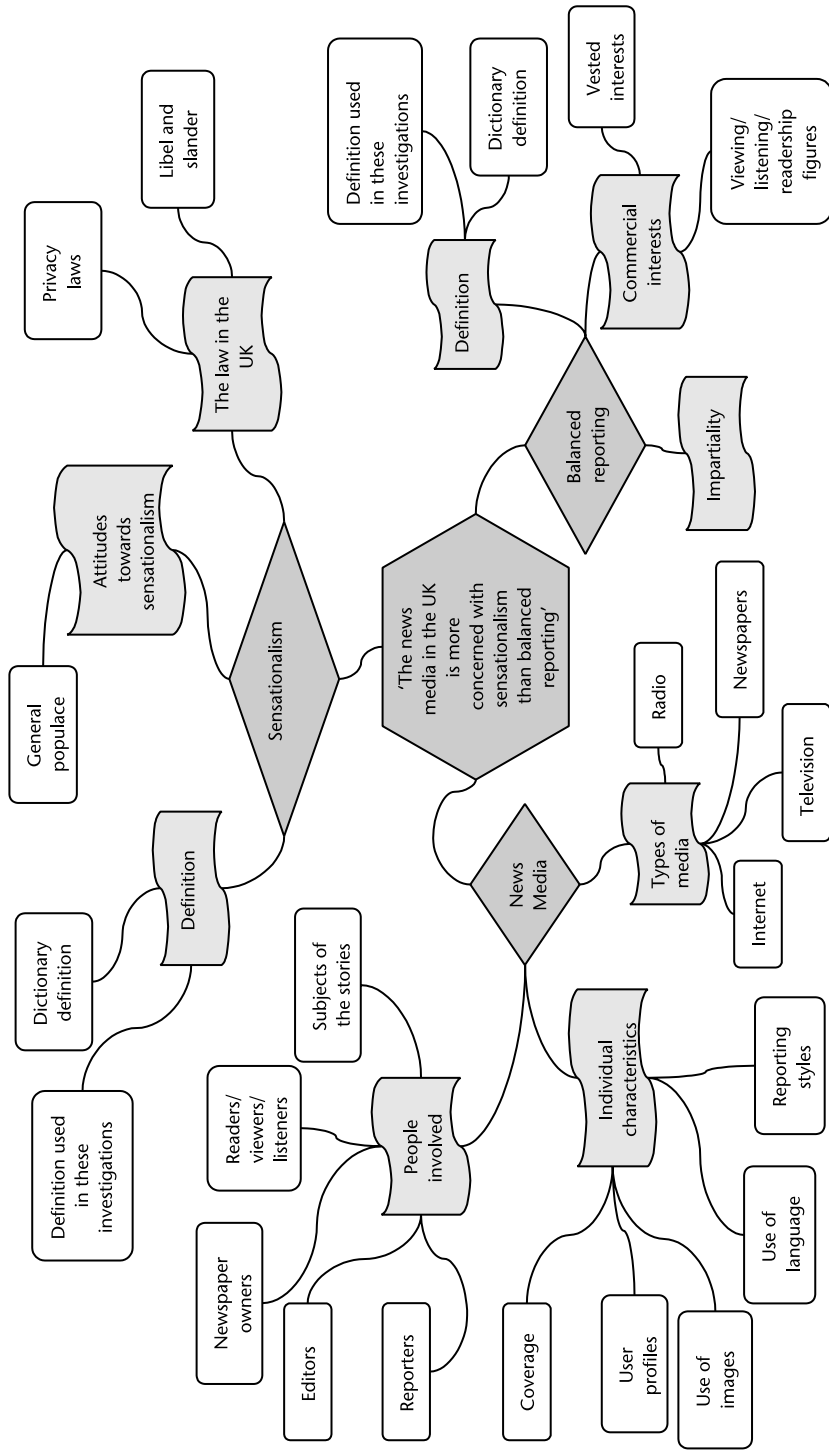 Definition used
in these
investigations
Dictionary
definition
Definition
General
populace
Attitudes
towards
sensationalism
Privacy
laws
Libel and
slander
The law in the
UK
Sensationalism
'The news
media in the UK
is more
concerned with
sensationalism
than balanced
reporting'
Newspaper
owners
Readers/
viewers/
listeners
Subjects of
the stories
Editors
Reporters
People
involved
News
Media
Coverage
User
profiles
Use of
images
Use of
language
Reporting
styles
Individual
characteristics
Types of
media
Internet
Television
Newspapers
Radio
Balanced
reporting
Definition
Definition used
in these
investigations
Dictionary
definition
Impartiality
Commercial
interests
Vested
interests
Viewing/
listening/
readership
figures